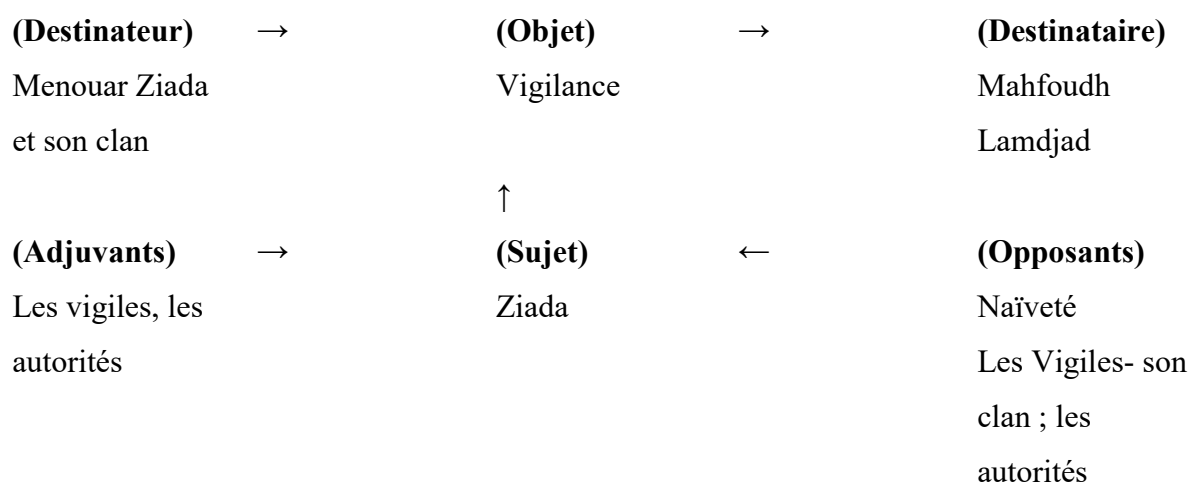 (Destinateur) → (Objet) → (Destinataire)
Menouar Ziada Vigilance Mahfoudh
et son clan Lamdjad
↑
(Adjuvants) → (Sujet) ← (Opposants)
Les vigiles, les Ziada Naïveté
autorités Les Vigiles- son
clan ; les
autorités